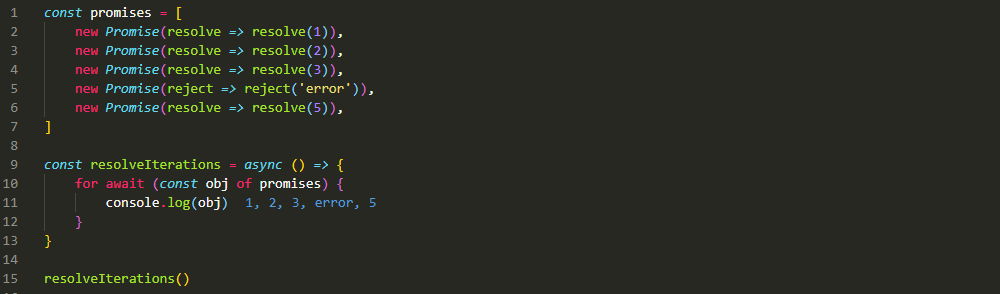 1 const promises = [
2 new Promise(resolve => resolve(1)),
3 new Promise(resolve => resolve(2)),
4 new Promise(resolve => resolve(3)),
5 new Promise(reject => reject('error')),
6 new Promise(resolve => resolve(5)),
7 ]
8
9 const resolveIterations = async () => {
10 for await (const obj of promises) {
11 console.log(obj) 1, 2, 3, error, 5
12 }
13 }
14
15 resolveIterations()